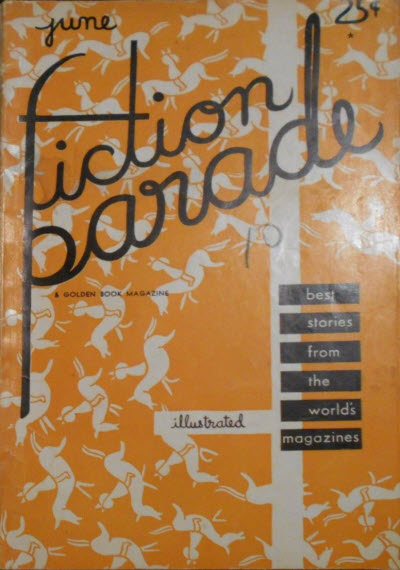 june
25¢
fiction
parade
10
& GOLDEN BOOK MAGAZINE
best
stories
from
the
world's
magazines
illustrated